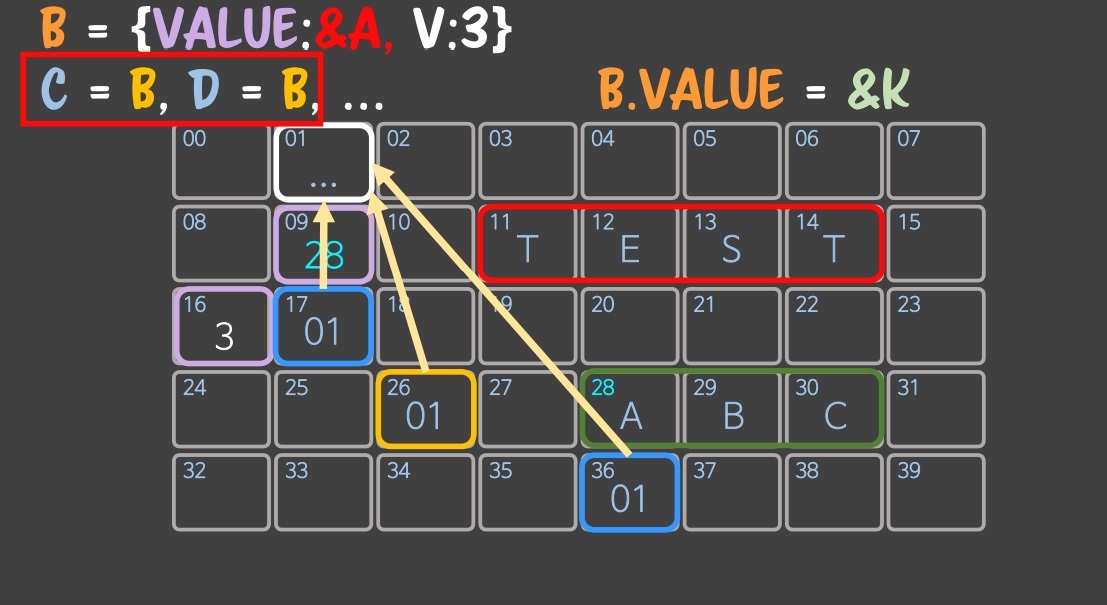 B = {VALUE:&A, V:3}
C = B, D = B, ...
B.VALUE = &K
00 01 02 03 04 05 06 07
...
08 09 10 11 12 13 14 15
28 T E S T
16 17 18 19 20 21 22 23
3 01
24 25 26 27 28 29 30 31
01 A B C
32 33 34 35 36 37 38 39
01